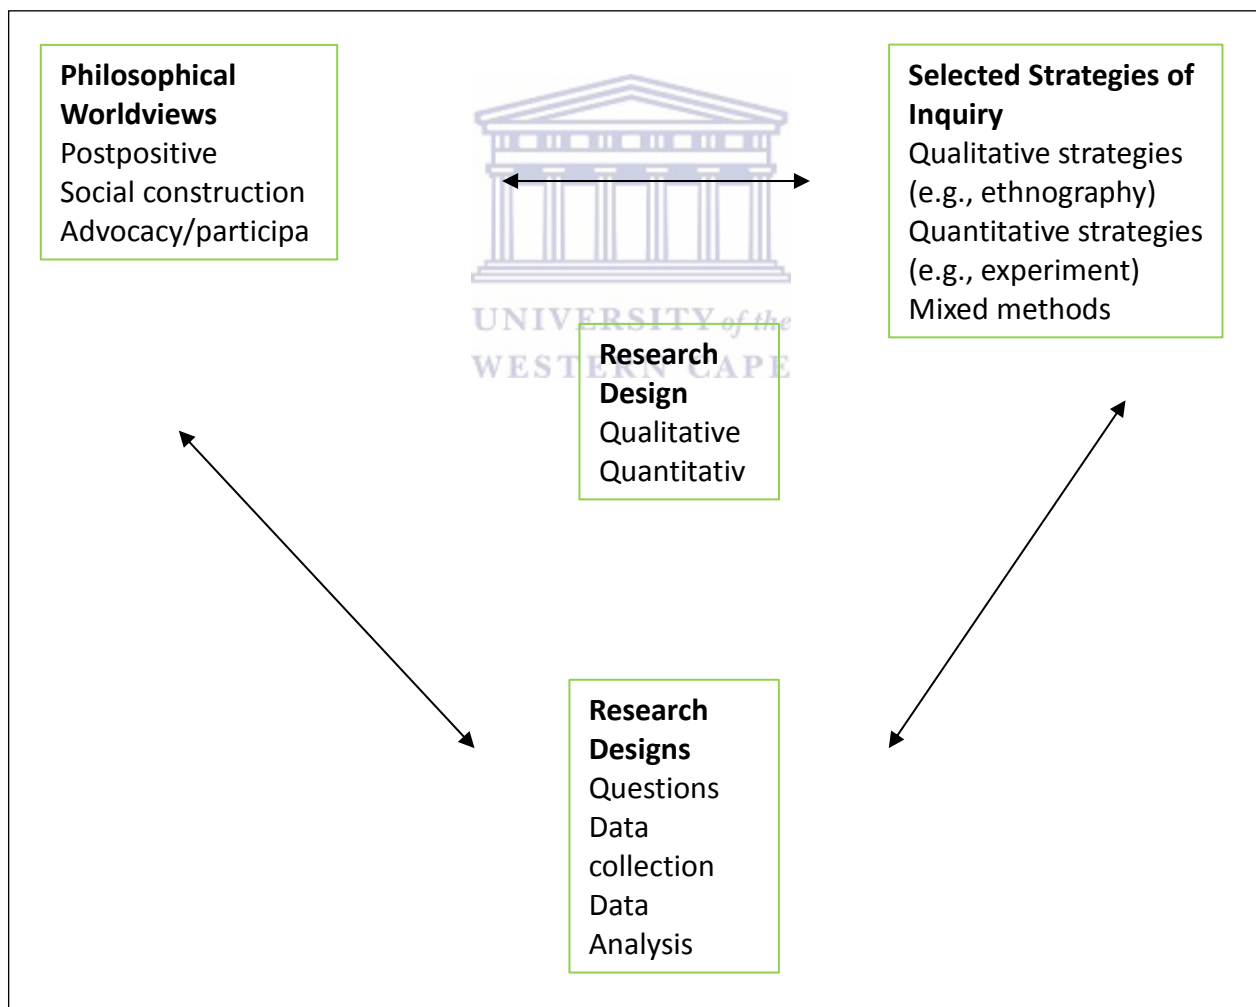 Philosophical
Worldviews
Postpositive
Social construction
Advocacy/participa
Selected Strategies of
Inquiry
Qualitative strategies
(e.g., ethnography)
Quantitative strategies
(e.g., experiment)
Mixed methods
UNIVERSITY of the
WESTERN CAPE
Research
Design
Qualitative
Quantitativ
Research
Designs
Questions
Data
collection
Data
Analysis